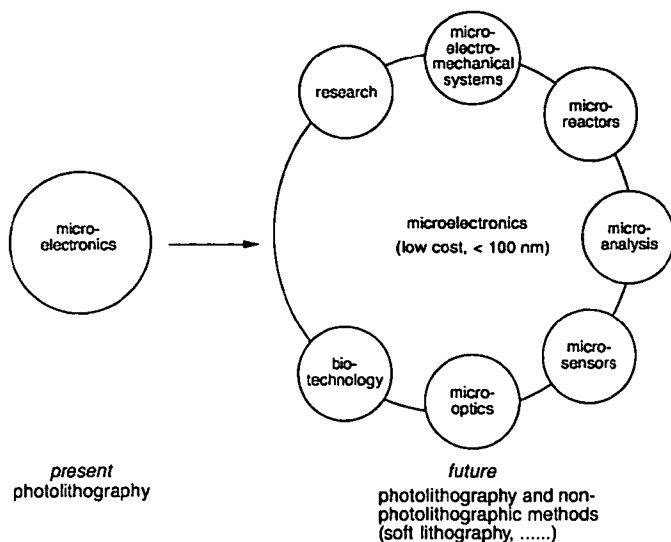 micro-
electronics
research
micro-
electro-
mechanical
systems
micro-
reactors
micro-
analysis
micro-
sensors
micro-
optics
bio-
technology
microelectronics
(low cost, < 100 nm)
present
photolithography
future
photolithography and non-
photolithographic methods
(soft lithography, ......)